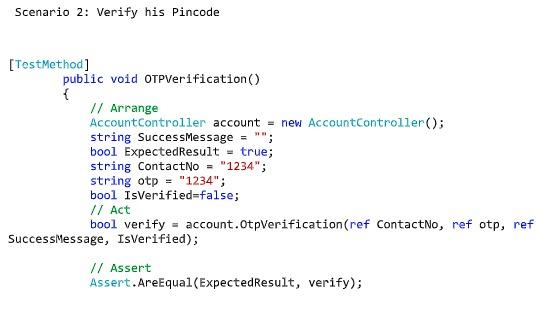 Scenario 2: Verify his Pincode
[TestMethod]
public void OTPVerification()
{
// Arrange
AccountController account = new AccountController();
string SuccessMessage = "";
bool ExpectedResult = true;
string ContactNo = "1234";
string otp = "1234";
bool IsVerified=false;
// Act
bool verify = account.OtpVerification(ref ContactNo, ref otp, ref
SuccessMessage, IsVerified);
// Assert
Assert.AreEqual(ExpectedResult, verify);